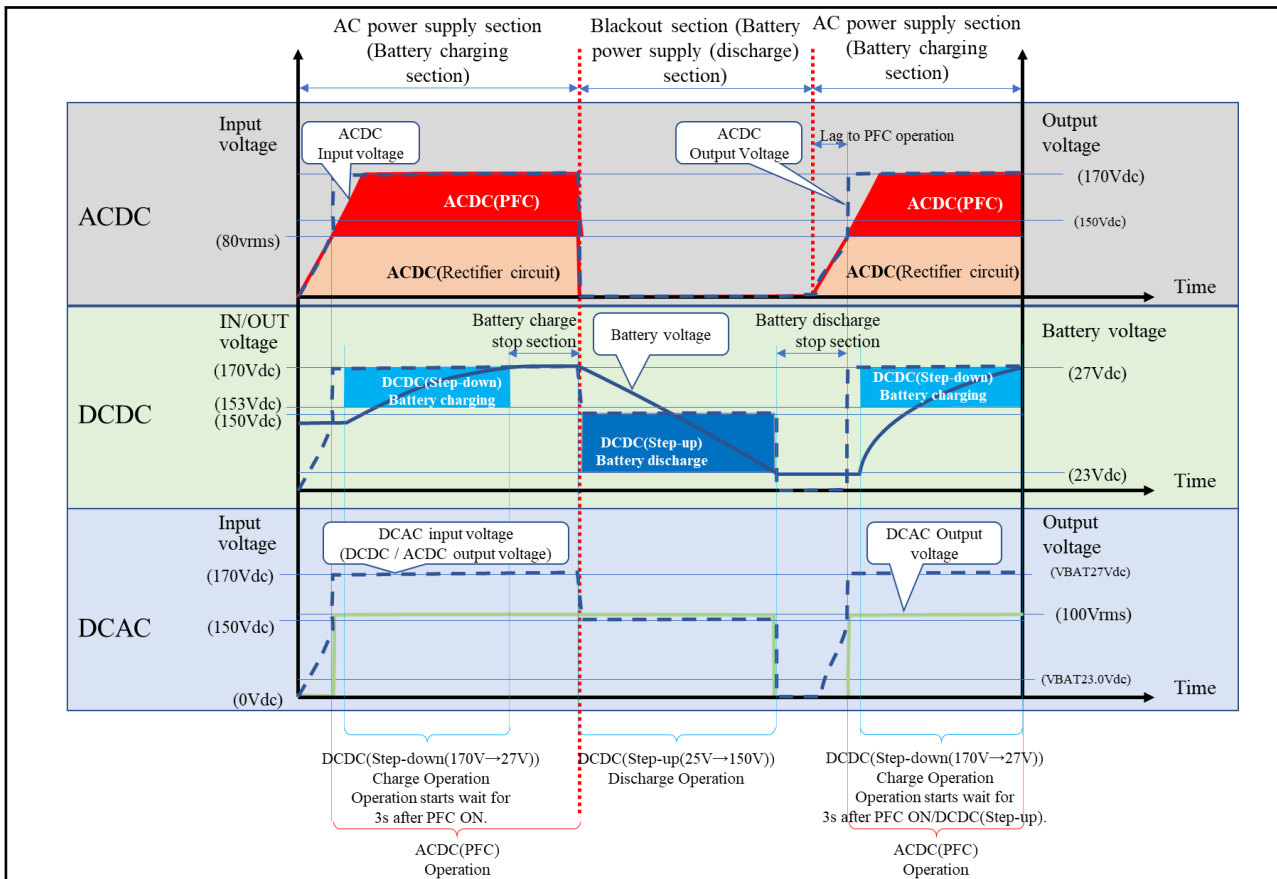 AC power supply section
(Battery charging
section)
Blackout section (Battery
power supply (discharge)
section)
AC power supply section
(Battery charging
section)
ACDC
Input
voltage
ACDC
Input voltage
ACDC
Output Voltage
Lag to PFC operation
Output
voltage
(170Vdc)
(150Vdc)
(80vrms)
ACDC(PFC)
ACDC(Rectifier circuit)
ACDC(PFC)
ACDC(Rectifier circuit)
Time
DCDC
IN/OUT
voltage
(170Vdc)
(153Vdc)
(150Vdc)
Battery charge
stop section
Battery voltage
Battery discharge
stop section
Battery voltage
(27Vdc)
(23Vdc)
DCDC(Step-down)
Battery charging
DCDC(Step-up)
Battery discharge
DCDC(Step-down)
Battery charging
Time
DCAC
Input
voltage
(170Vdc)
(150Vdc)
(0Vdc)
DCAC input voltage
(DCDC / ACDC output voltage)
DCAC Output
voltage
Output
voltage
(VBAT27Vdc)
(100Vrms)
(VBAT23.0Vdc)
Time
DCDC(Step-down(170V→27V))
Charge Operation
Operation starts wait for
3s after PFC ON.
DCDC(Step-up(25V→150V))
Discharge Operation
DCDC(Step-down(170V→27V))
Charge Operation
Operation starts wait for
3s after PFC ON/DCDC(Step-up).
ACDC(PFC)
Operation
ACDC(PFC)
Operation